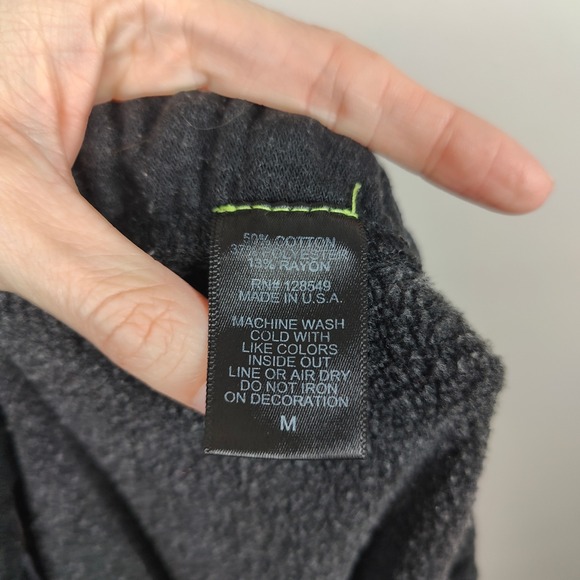 50% COTTON
POLYESTER
RAYON
RN# 128549
MADE IN U.S.A.
MACHINE WASH
COLD WITH
LIKE COLORS
INSIDE OUT
LINE OR AIR DRY
DO NOT IRON
ON DECORATION
M